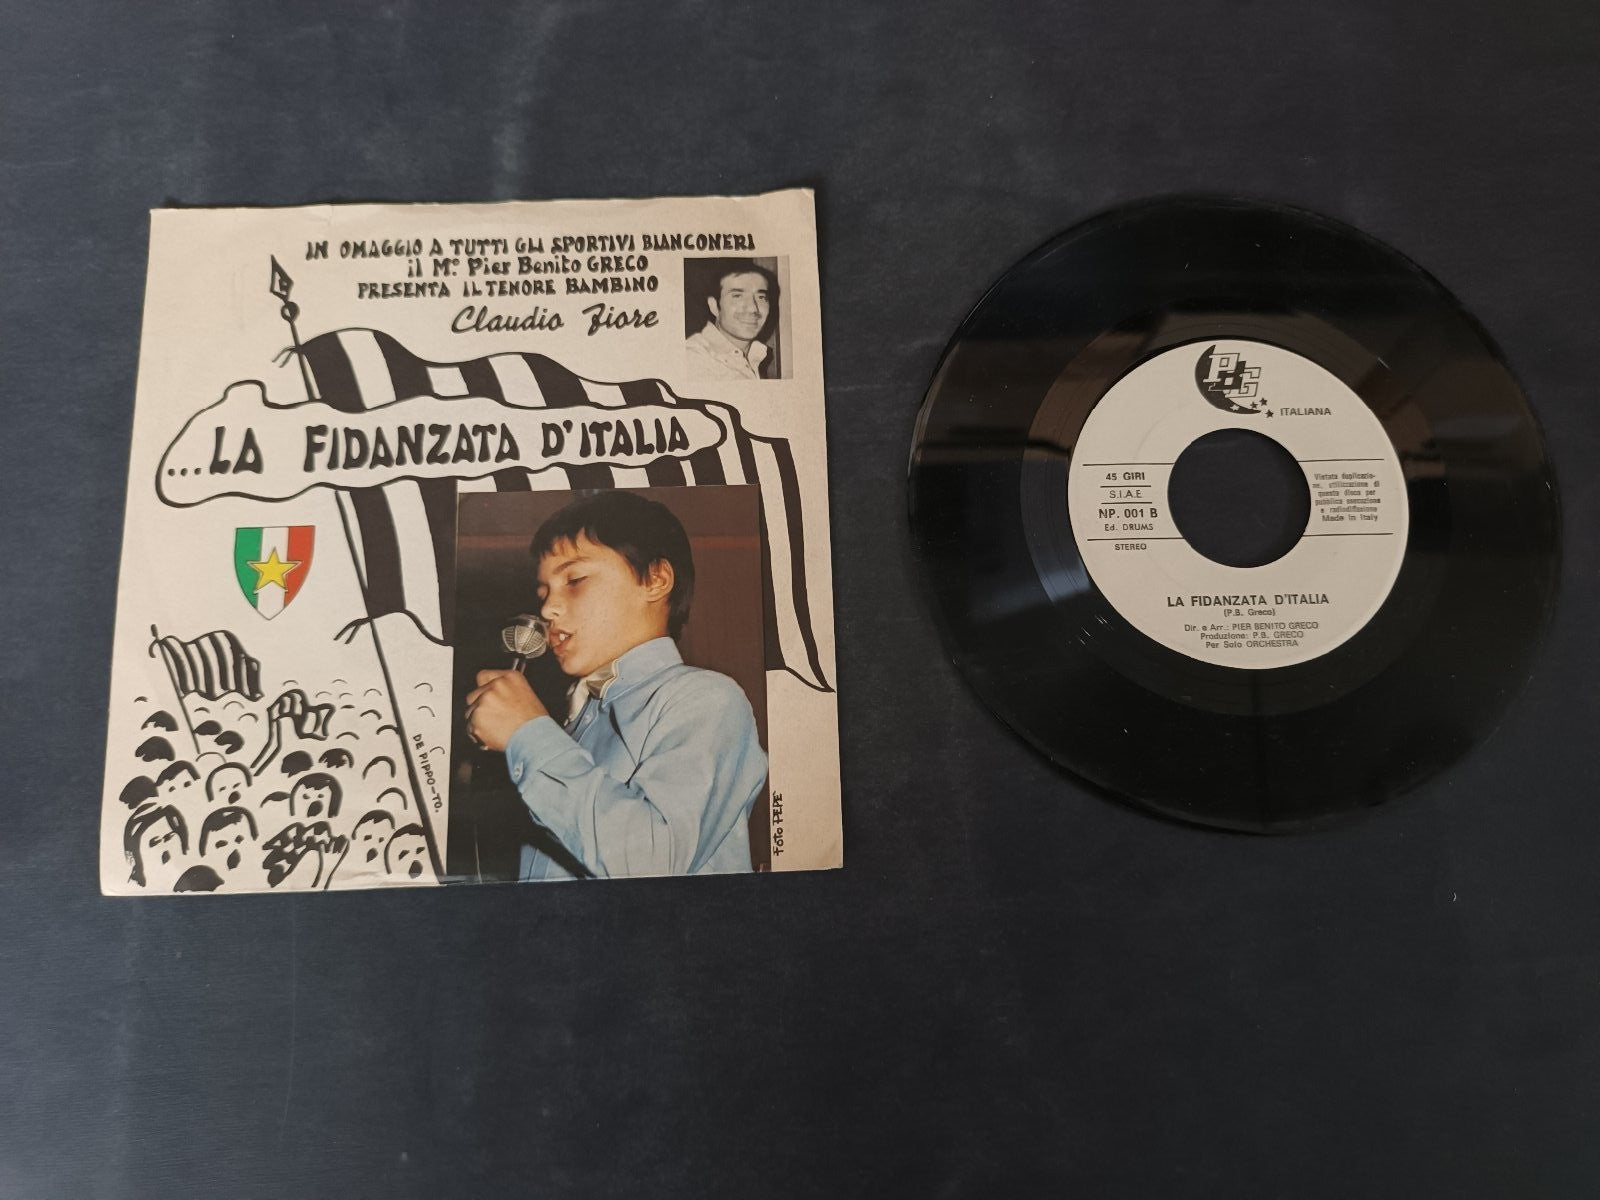 IN OMAGGIO A TUTTI GLI SPORTIVI BIANCONERI
il M° Pier Benito GRECO
PRESENTA IL TENORE BAMBINO
Claudio Fiore
...LA FIDANZATA D'ITALIA
DE PIPPO-TO.
Foto PEPE'
ITALIANA
45 GIRI
S.I.A.E.
NP. 001 B
Ed. DRUMS
STEREO
Vietata duplicazio-
ne, utilizzazione di
questo disco per
pubblica esecuzione
e radiodiffusione
Made in Italy
LA FIDANZATA D'ITALIA
(P.B. Greco)
Dir. e Arr.: PIER BENITO GRECO
Produzione: P.B. GRECO
Per Solo ORCHESTRA